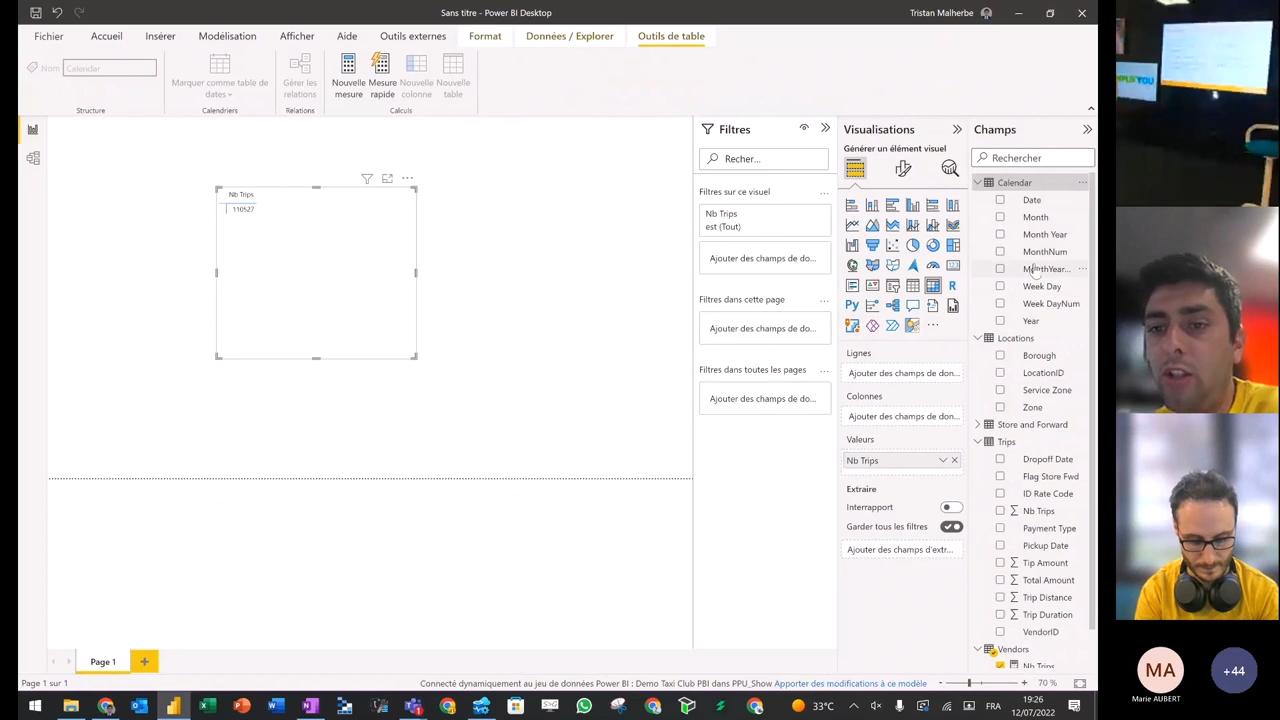 Sans titre - Power BI Desktop
Tristan Malherbe
Fichier
Accueil
Insérer
Modélisation
Afficher
Aide
Outils externes
Format
Données / Explorer
Outils de table
Nom
Calendar
Structure
Marquer comme table de
dates
Calendriers
Gérer les
relations
Relations
Nouvelle
mesure
Mesure
rapide
Nouvelle
colonne
Nouvelle
table
Calculs
Nb Trips
110527
Filtres
Recher...
Filtres sur ce visuel
...
Nb Trips
est (Tout)
Ajouter des champs de do...
Filtres dans cette page
...
Ajouter des champs de do...
Filtres dans toutes les pages
...
Ajouter des champs de do...
Visualisations
Générer un élément visuel
Lignes
Ajouter des champs de don...
Colonnes
Ajouter des champs de don...
Valeurs
Nb Trips
Extraire
Interrapport
Garder tous les filtres
Ajouter des champs d'extr...
Champs
Rechercher
Calendar
Date
Month
Month Year
MonthNum
MonthYear...
Week Day
Week DayNum
Year
Locations
Borough
LocationID
Service Zone
Zone
Store and Forward
Trips
Dropoff Date
Flag Store Fwd
ID Rate Code
Nb Trips
Payment Type
Pickup Date
Tip Amount
Total Amount
Trip Distance
Trip Duration
VendorID
Vendors
Nb Trips
Page 1
Page 1 sur 1
Connecté dynamiquement au jeu de données Power BI : Demo Taxi Club PBI dans PPU_Show
Apporter des modifications à ce modèle
70 %
33°C
FRA
19:26
12/07/2022
MA
Marie AUBERT
+44